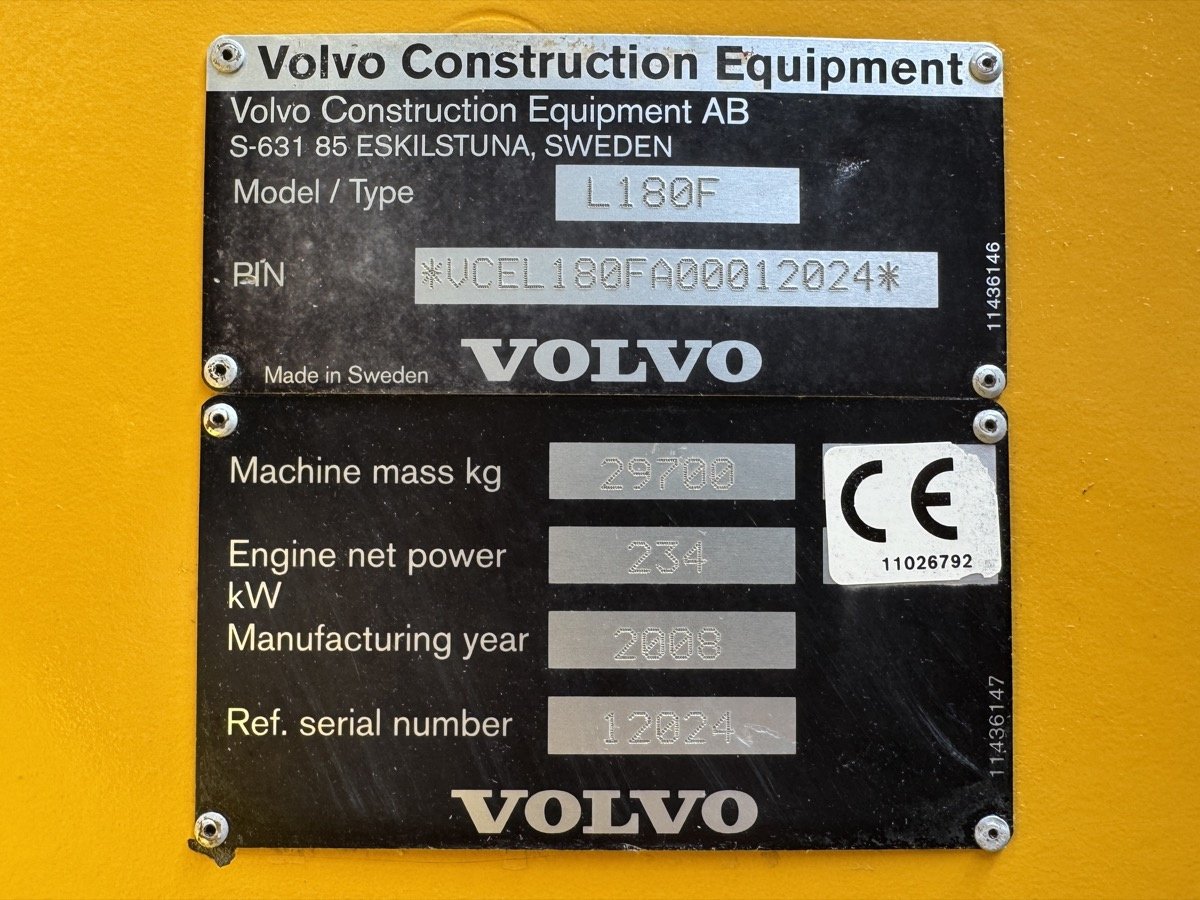 Volvo Construction Equipment
Volvo Construction Equipment AB
S-631 85 ESKILSTUNA, SWEDEN
Model / Type L180F
PIN *VCEL180FA00012024*
11436146
Made in Sweden VOLVO
Machine mass kg 29700
CE
11026792
Engine net power 234
kW
Manufacturing year 2008
Ref. serial number 12024
11436147
VOLVO